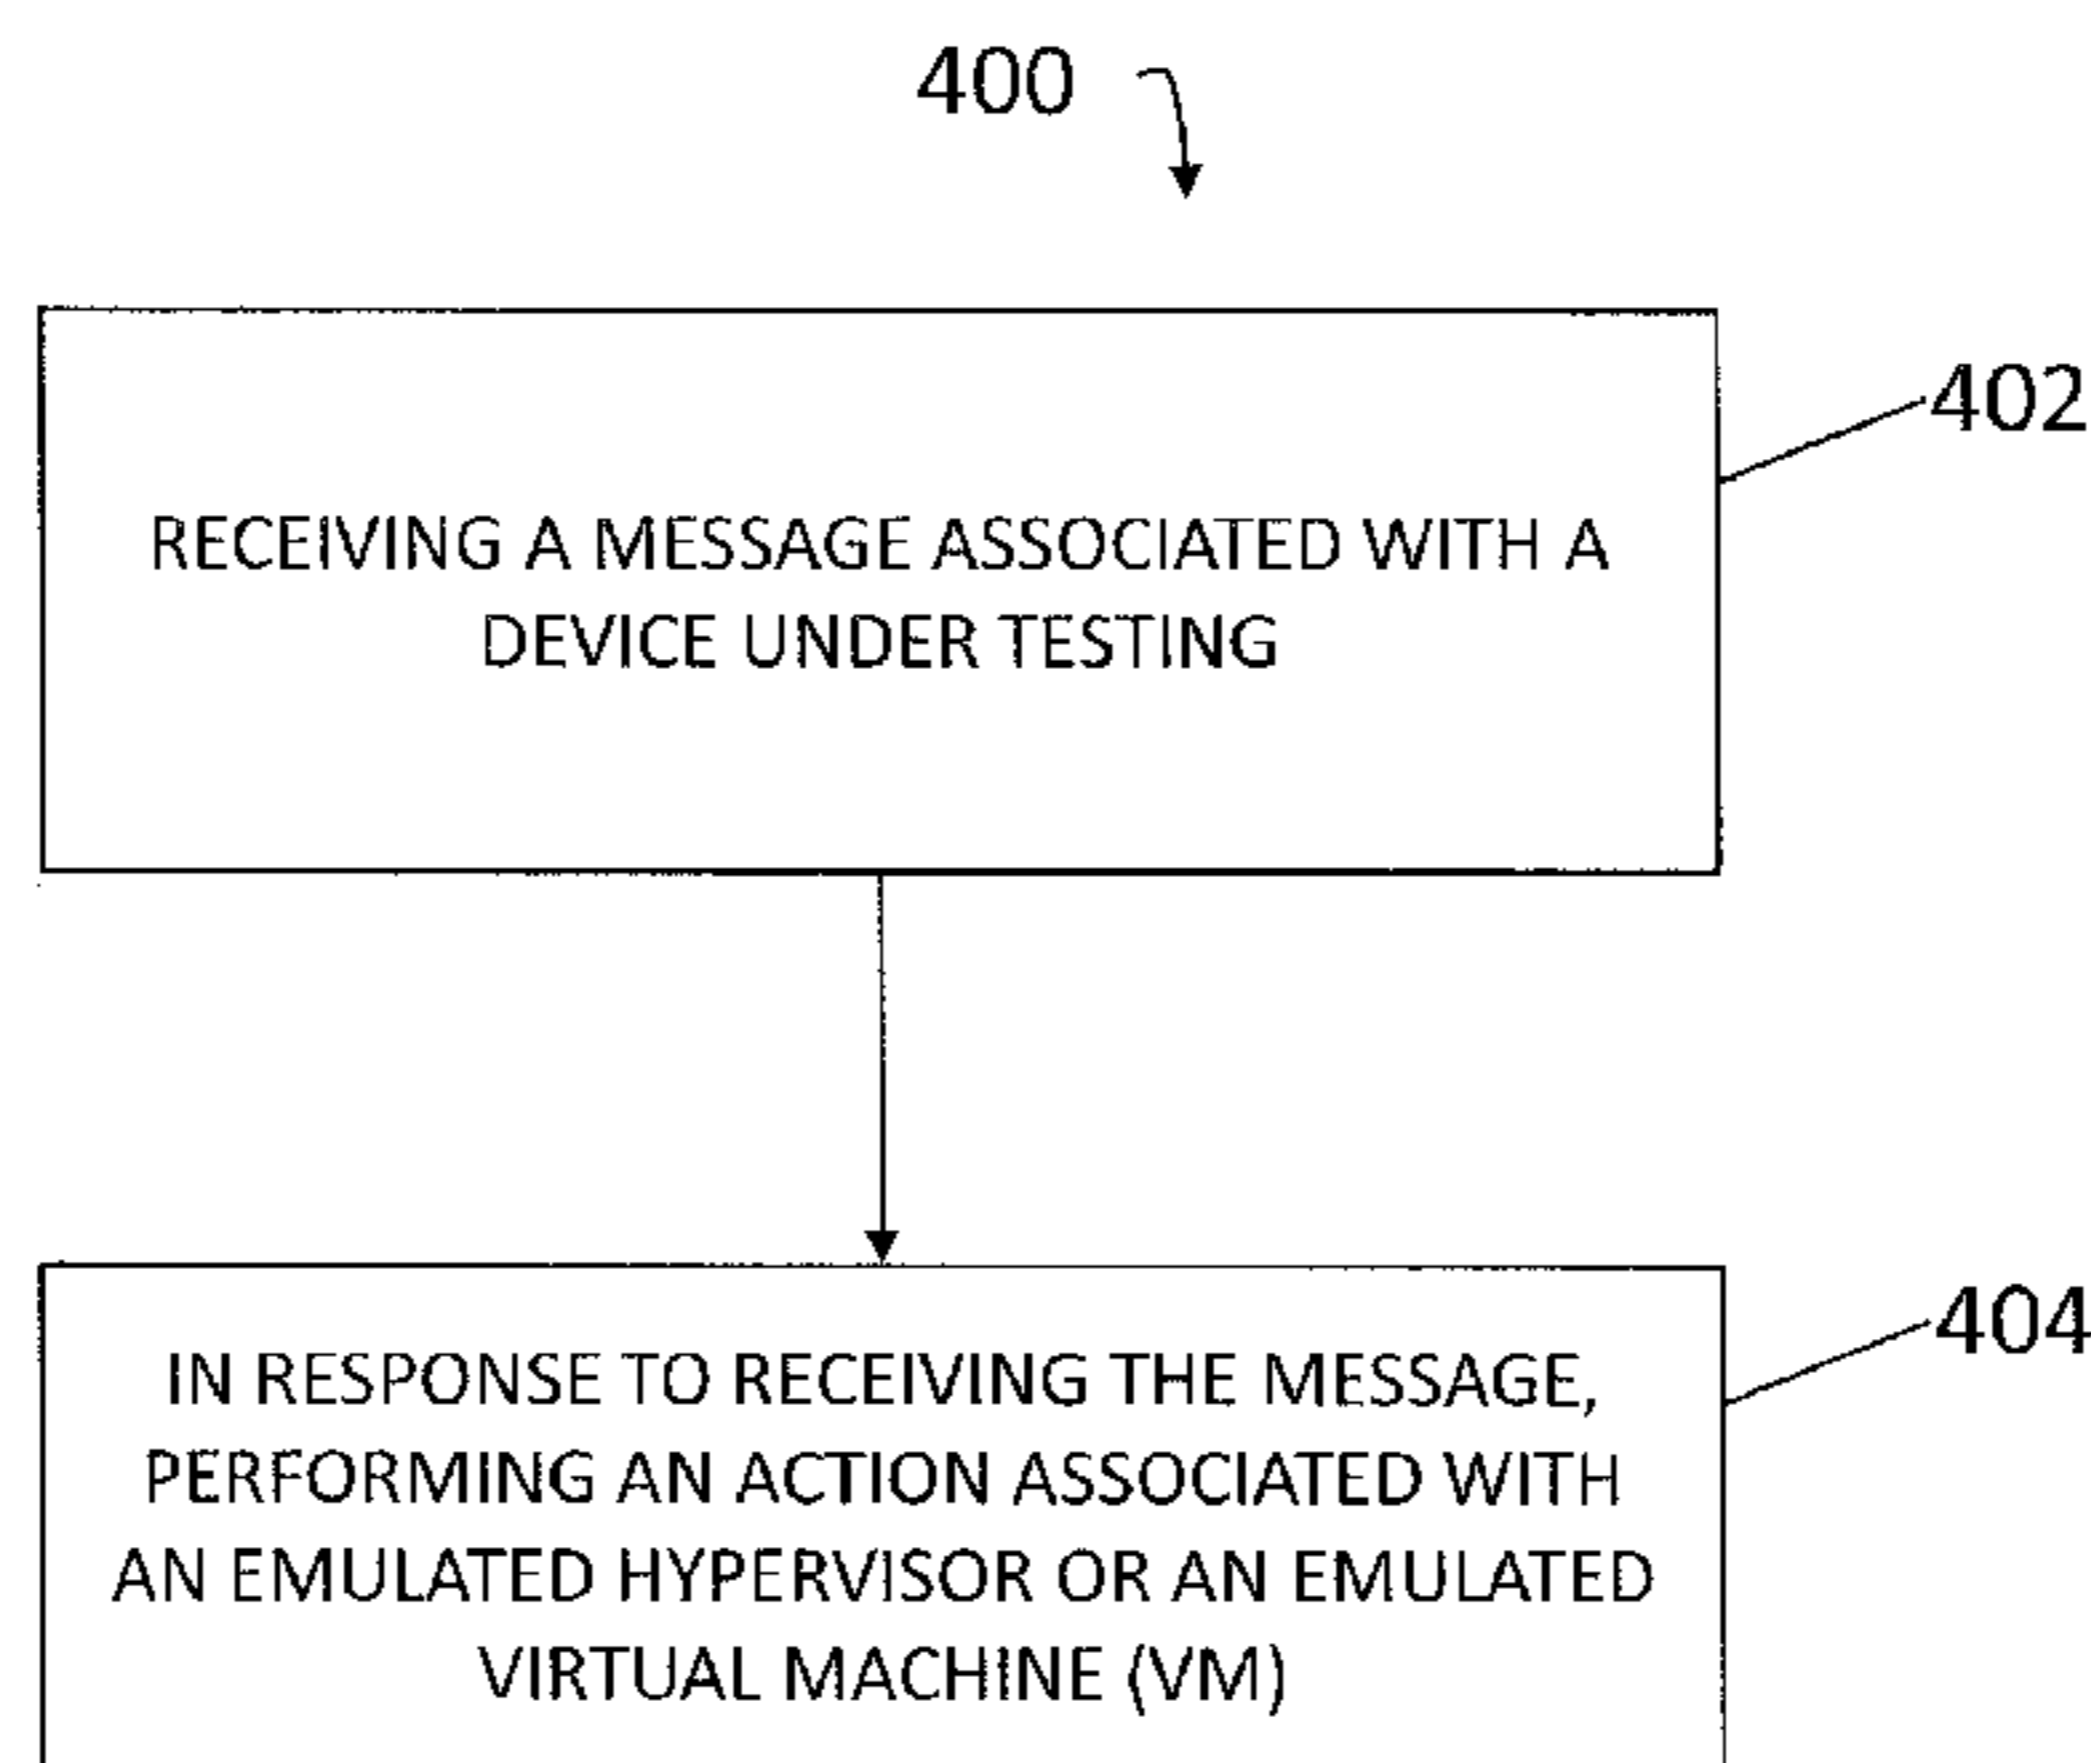 400
402
RECEIVING A MESSAGE ASSOCIATED WITH A
DEVICE UNDER TESTING
404
IN RESPONSE TO RECEIVING THE MESSAGE,
PERFORMING AN ACTION ASSOCIATED WITH
AN EMULATED HYPERVISOR OR AN EMULATED
VIRTUAL MACHINE (VM)